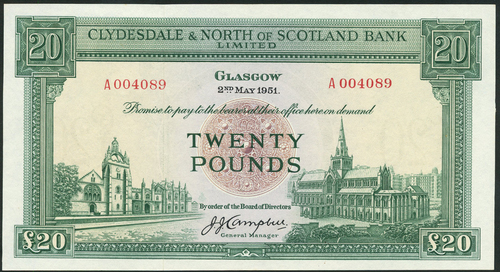 20 CLYDESDALE & NORTH OF SCOTLAND BANK 20
LIMITED
GLASGOW
A 004089 2ND MAY 1951. A 004089
Promise to pay to the bearer at their office here on demand
TWENTY
POUNDS
By order of the Board of Directors
J.J. Campbell
General Manager
£20 £20